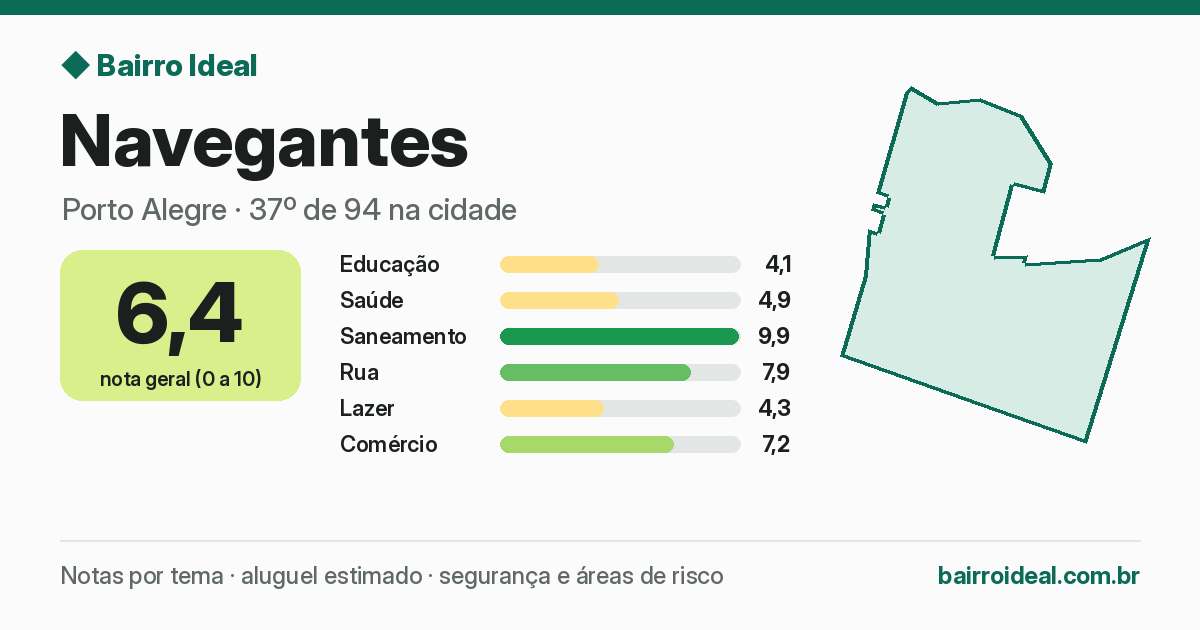 Bairro Ideal
Navegantes
Porto Alegre · 37º de 94 na cidade
6,4
nota geral (0 a 10)
Educação 4,1
Saúde 4,9
Saneamento 9,9
Rua 7,9
Lazer 4,3
Comércio 7,2
Notas por tema · aluguel estimado · segurança e áreas de risco
bairroideal.com.br